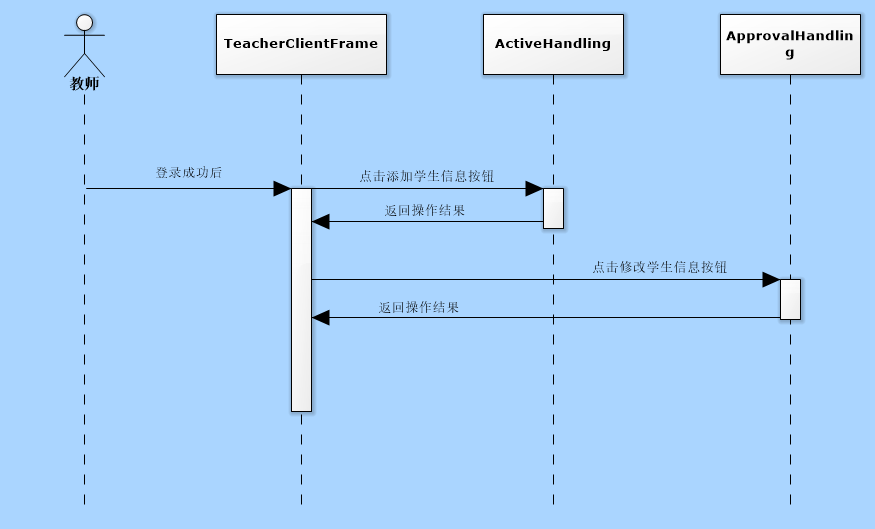 TeacherClientFrame
ActiveHandling
ApprovalHandlin
g
教师
登录成功后
点击添加学生信息按钮
返回操作结果
点击修改学生信息按钮
返回操作结果